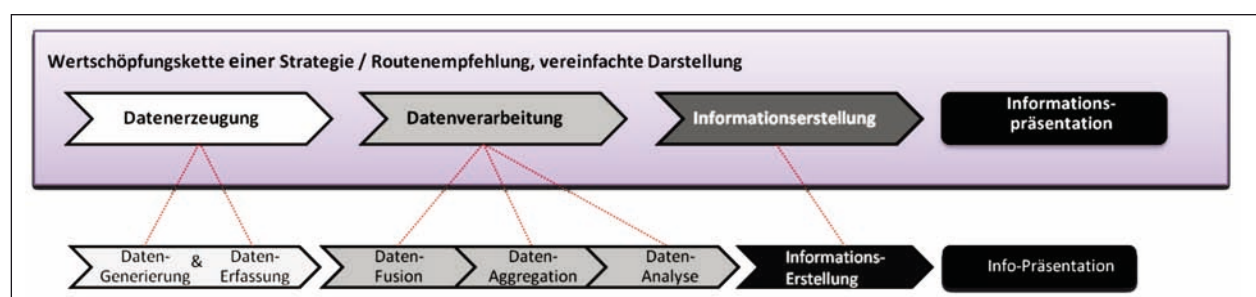 Wertschöpfungskette einer Strategie / Routenempfehlung, vereinfachte Darstellung
Datenerzeugung
Datenverarbeitung
Informationserstellung
Informations-
präsentation
Daten-
Generierung
&
Daten-
Erfassung
Daten-
Fusion
Daten-
Aggregation
Daten-
Analyse
Informations-
Erstellung
Info-Präsentation